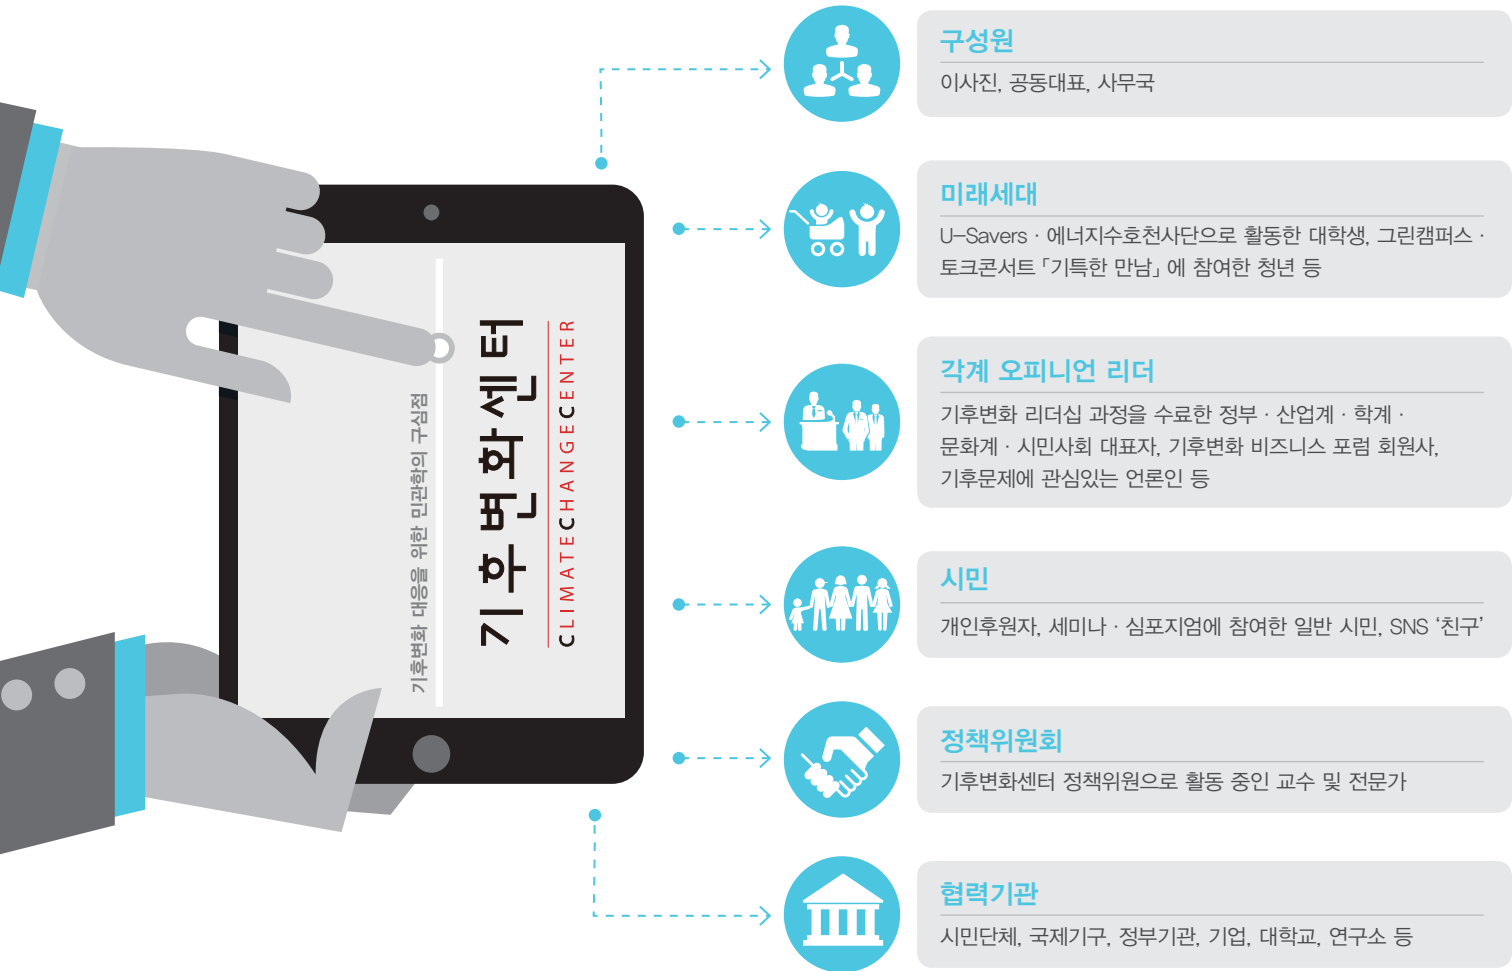 기후변화 대응을 위한 민관학의 구심점
기후변화센터
CLIMATECHANGECENTER
구성원
이사진, 공동대표, 사무국
미래세대
U-Savers · 에너지수호천사단으로 활동한 대학생, 그린캠퍼스 ·
토크콘서트 「기특한 만남」에 참여한 청년 등
각계 오피니언 리더
기후변화 리더십 과정을 수료한 정부 · 산업계 · 학계 ·
문화계 · 시민사회 대표자, 기후변화 비즈니스 포럼 회원사,
기후문제에 관심있는 언론인 등
시민
개인후원자, 세미나 · 심포지엄에 참여한 일반 시민, SNS ‘친구’
정책위원회
기후변화센터 정책위원으로 활동 중인 교수 및 전문가
협력기관
시민단체, 국제기구, 정부기관, 기업, 대학교, 연구소 등